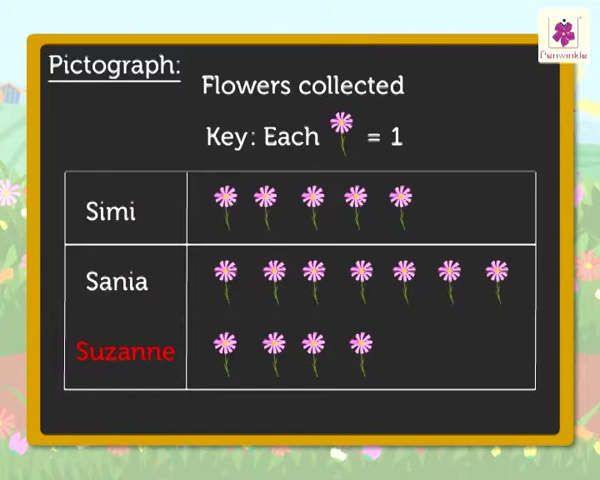 Periwinkle
Pictograph:
Flowers collected
Key: Each = 1
Simi
Sania
Suzanne